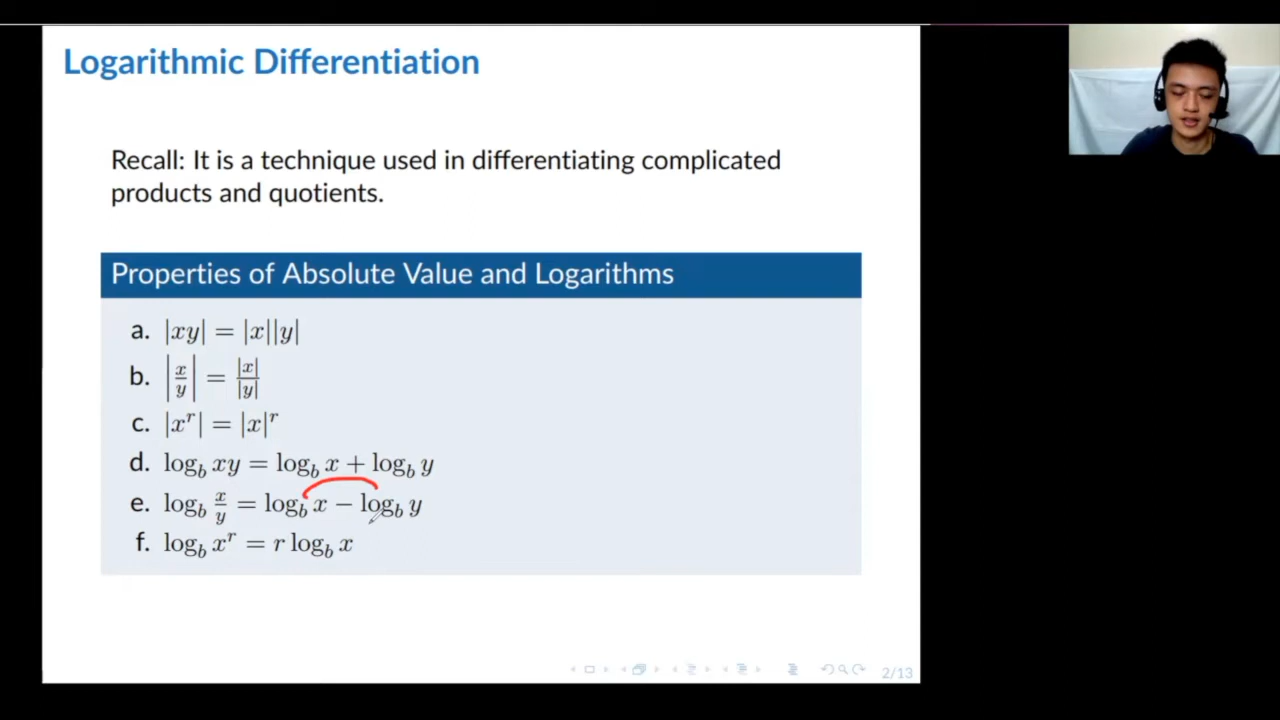 Logarithmic Differentiation
Recall: It is a technique used in differentiating complicated
products and quotients.
Properties of Absolute Value and Logarithms
a. |xy| = |x||y|
b. |x/y| = |x|/|y|
c. |x^r| = |x|^r
d. log_b xy = log_b x + log_b y
e. log_b x/y = log_b x − log_b y
f. log_b x^r = r log_b x
2/13